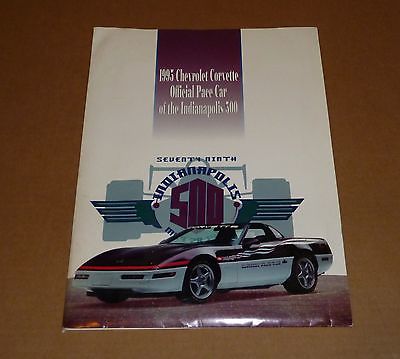 1995 Chevrolet Corvette
Official Pace Car
of the Indianapolis 500
SEVENTY NINTH
INDIANAPOLIS
500